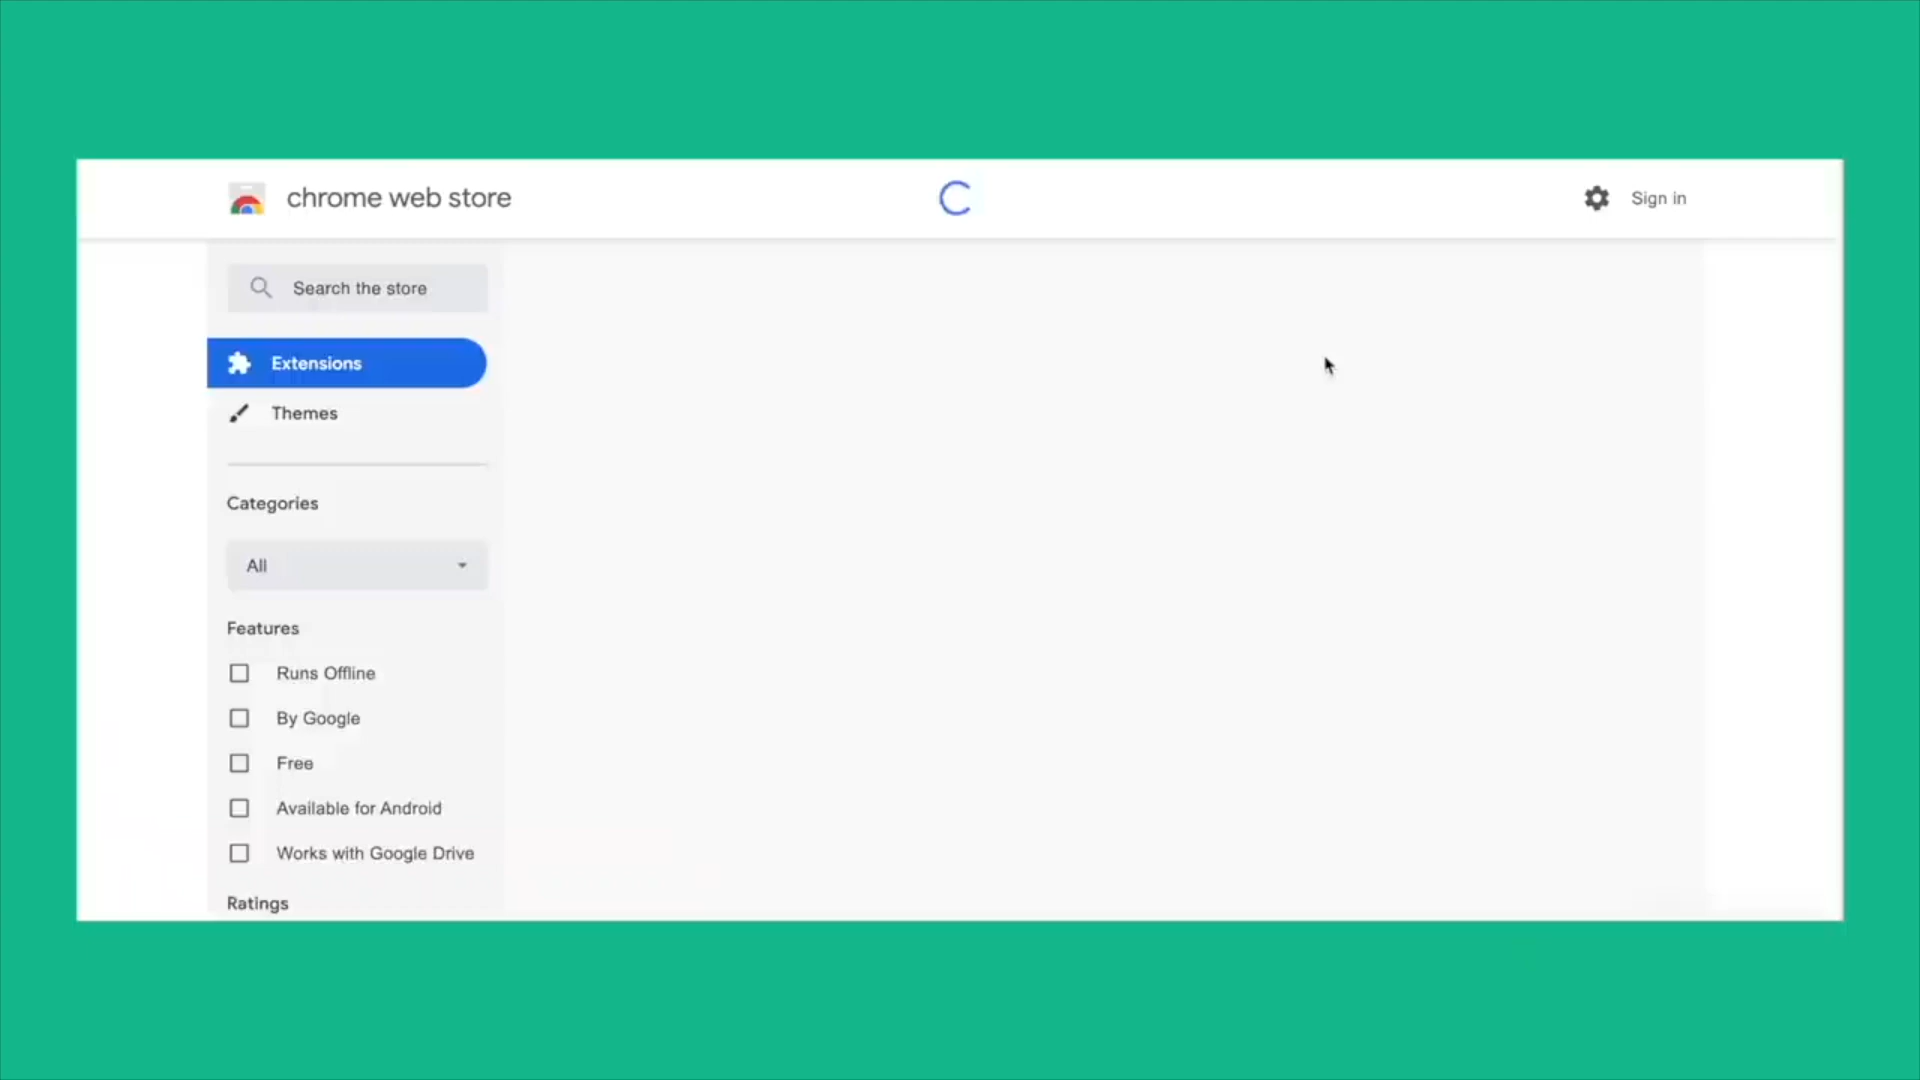 chrome web store
Sign in
Search the store
Extensions
Themes
Categories
All
Features
Runs Offline
By Google
Free
Available for Android
Works with Google Drive
Ratings